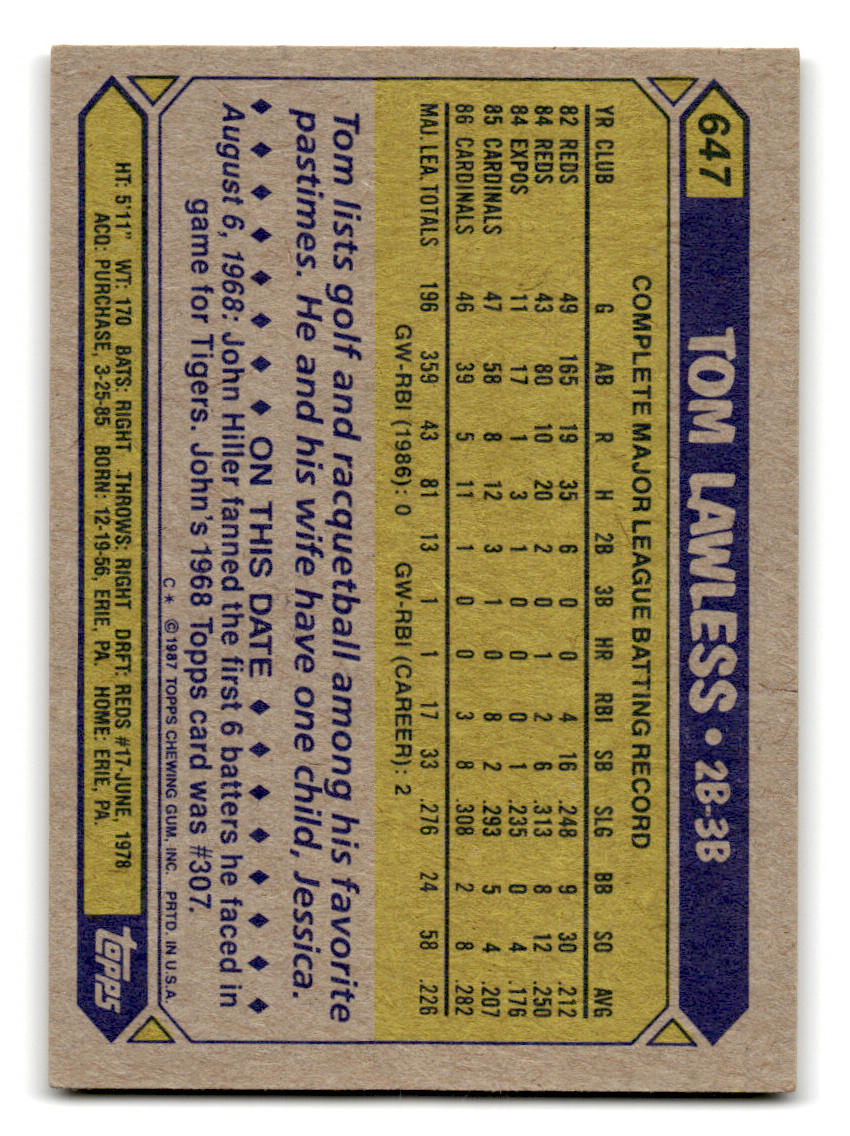 647 TOM LAWLESS • 2B-3B
COMPLETE MAJOR LEAGUE BATTING RECORD
YR CLUB G AB R H 2B 3B HR RBI SB SLG BB SO AVG
82 REDS 49 165 19 35 6 0 0 4 16 .248 9 30 .212
84 REDS 43 80 10 20 2 0 1 2 6 .313 8 12 .250
84 EXPOS 11 17 1 3 1 0 0 0 1 .235 0 4 .176
85 CARDINALS 47 58 8 12 3 1 0 8 2 .293 5 4 .207
86 CARDINALS 46 39 5 11 1 0 0 3 8 .308 2 8 .282
MAJ. LEA. TOTALS 196 359 43 81 13 1 1 17 33 .276 24 58 .226
GW-RBI (1986): 0 GW-RBI (CAREER): 2
Tom lists golf and racquetball among his favorite
pastimes. He and his wife have one child, Jessica.
♦ ♦ ♦ ♦ ♦ ♦ ♦ ♦ ON THIS DATE ♦ ♦ ♦ ♦ ♦ ♦ ♦ ♦
August 6, 1968: John Hiller fanned the first 6 batters he faced in
game for Tigers. John's 1968 Topps card was #307.
C* © 1987 TOPPS CHEWING GUM, INC. PRTD. IN U.S.A.
HT: 5'11" WT: 170 BATS: RIGHT THROWS: RIGHT DRFT: REDS #17-JUNE, 1978
ACQ: PURCHASE, 3-25-85 BORN: 12-19-56, ERIE, PA. HOME: ERIE, PA.
topps